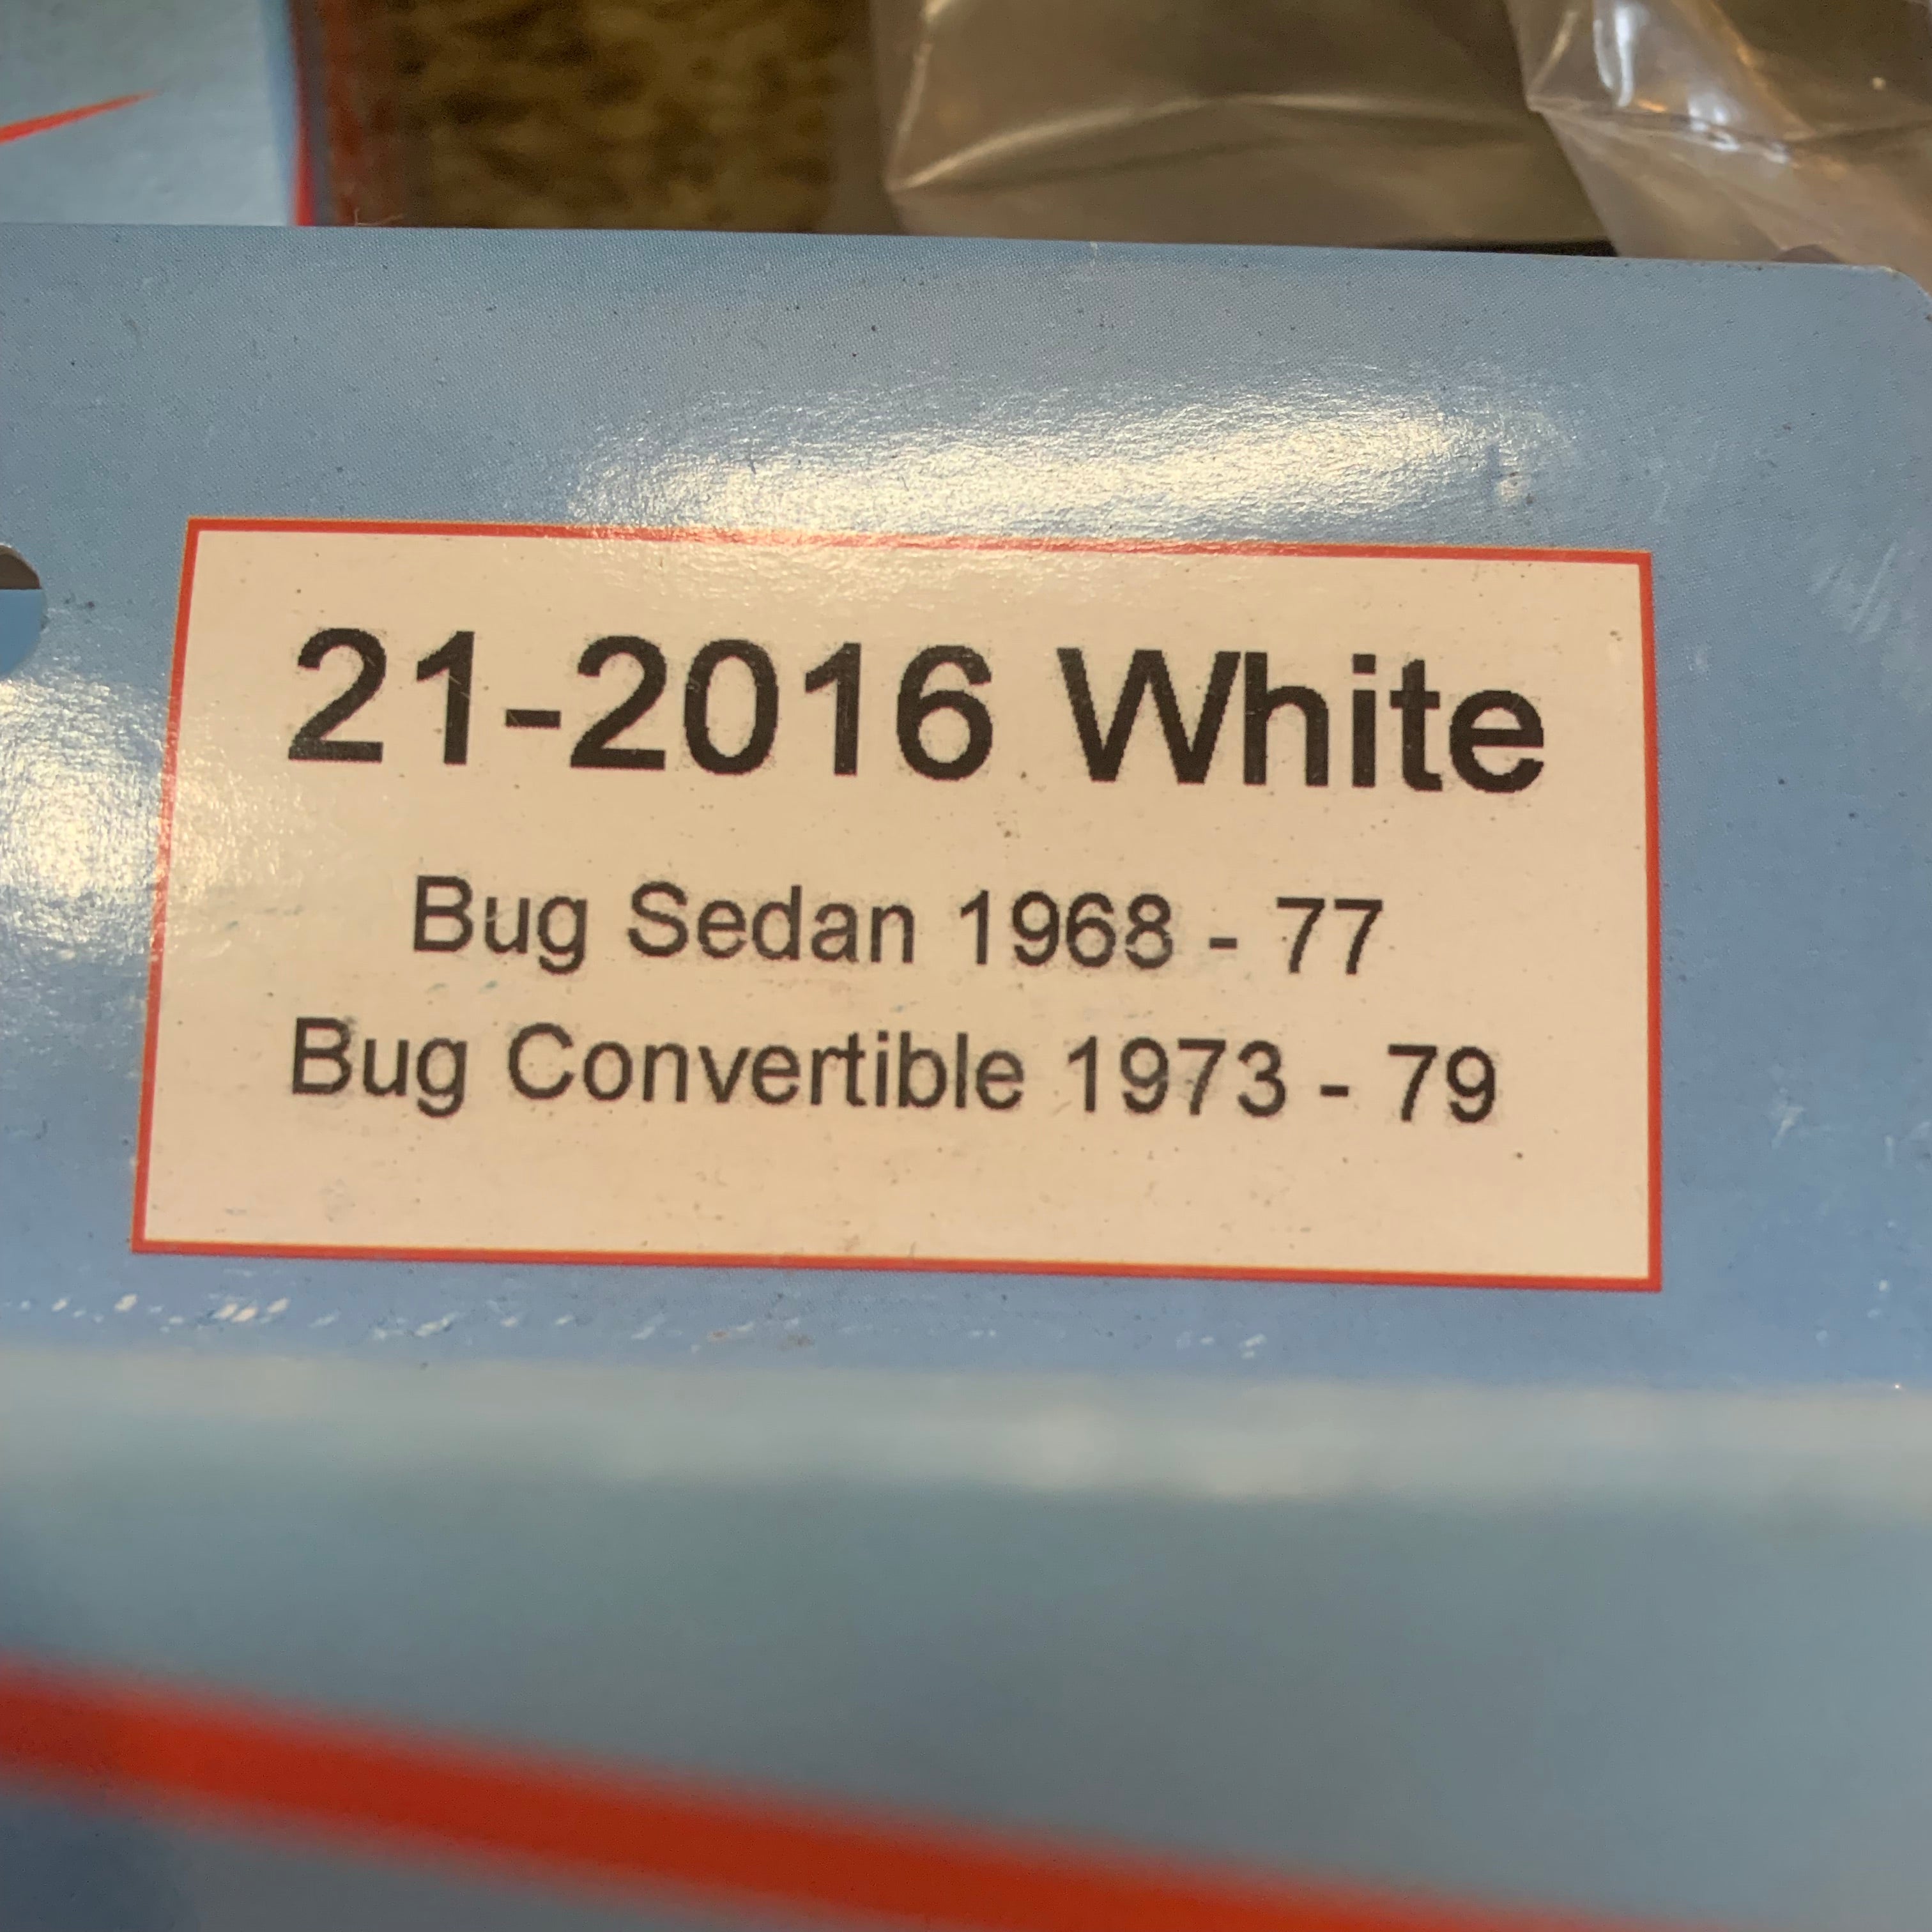 21-2016 White
Bug Sedan 1968 - 77
Bug Convertible 1973 - 79